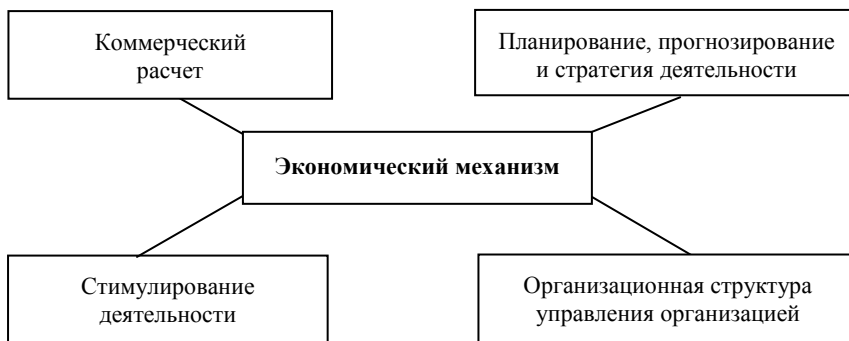 Коммерческий
расчет
Планирование, прогнозирование
и стратегия деятельности
Экономический механизм
Стимулирование
деятельности
Организационная структура
управления организацией